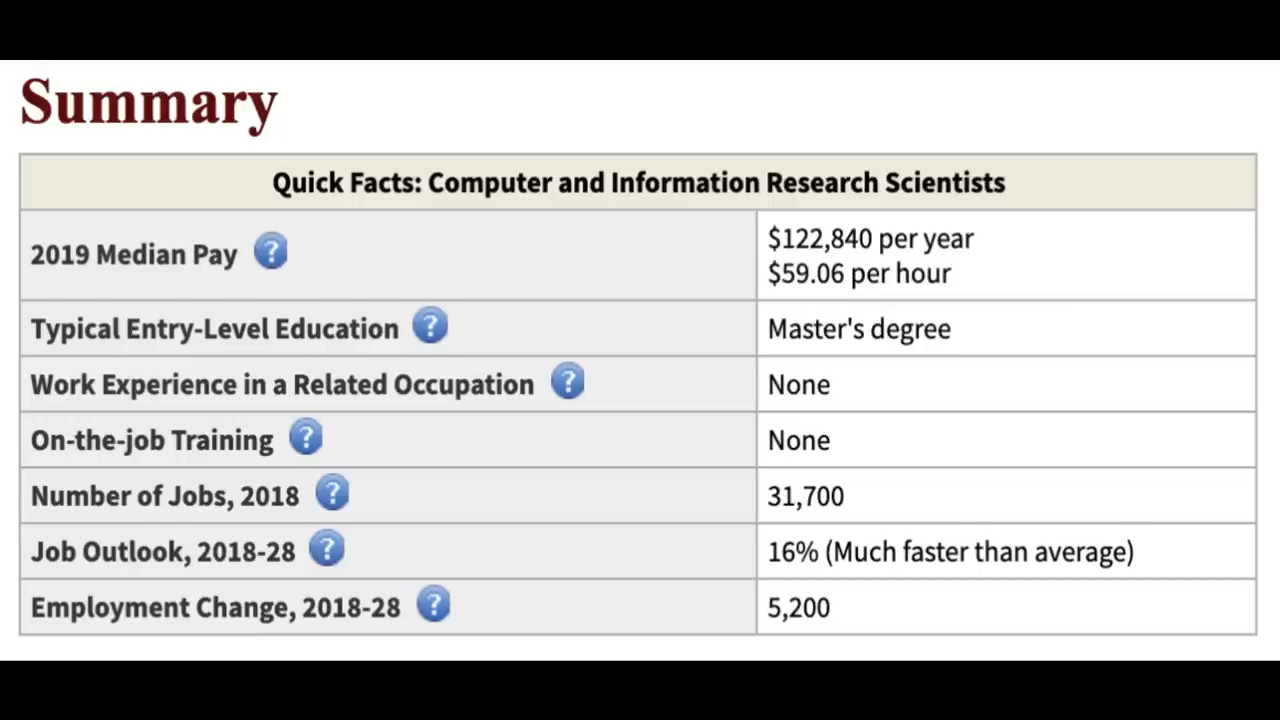 Summary
Quick Facts: Computer and Information Research Scientists
2019 Median Pay ?
$122,840 per year
$59.06 per hour
Typical Entry-Level Education ?
Master's degree
Work Experience in a Related Occupation ?
None
On-the-job Training ?
None
Number of Jobs, 2018 ?
31,700
Job Outlook, 2018-28 ?
16% (Much faster than average)
Employment Change, 2018-28 ?
5,200